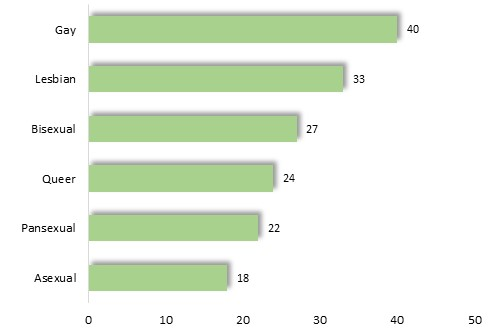 Gay 40
Lesbian 33
Bisexual 27
Queer 24
Pansexual 22
Asexual 18
0 10 20 30 40 50